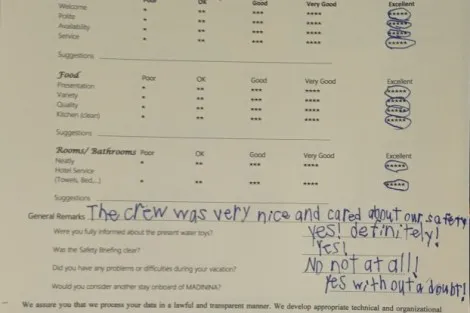 Poor OK Good Very Good Excellent
Welcome * ** *** **** *****
Polite * ** *** **** *****
Availability * ** *** **** *****
Service * ** *** **** *****
Suggestions:
Food Poor OK Good Very Good Excellent
Presentation * ** *** **** *****
Variety * ** *** **** *****
Quality * ** *** **** *****
Kitchen (clean) * ** *** **** *****
Suggestions
Rooms/ Bathrooms Poor OK Good Very Good Excellent
Neatly * ** *** **** *****
Hotel Service
(Towels, Bed,...) * ** *** **** *****
Suggestions
General Remarks The crew was very nice and cared about our safety
Were you fully informed about the present water toys? yes! definitely!
Was the Safety Briefing clear? Yes!
Did you have any problems or difficulties during your vacation? No not at all!
Would you consider another stay onboard of MADININA? yes without a doubt!
We assure you that we process your data in a lawful and transparent manner. We develop appropriate technical and organizational